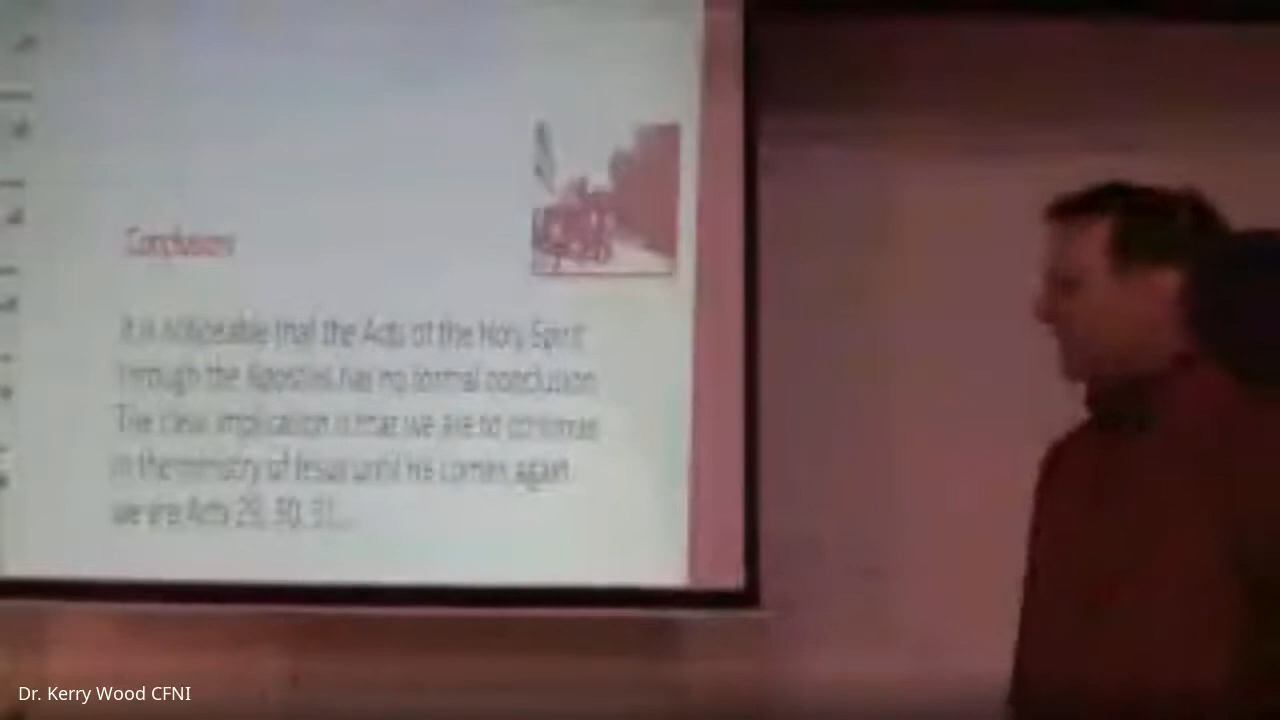 Conclusion
It is noticeable that the Acts of the Holy Spirit
through the Apostles has no formal conclusion.
The clear implication is that we are to continue
in the ministry of Jesus until he comes again.
we are Acts 29, 30, 31...
Dr. Kerry Wood CFNI